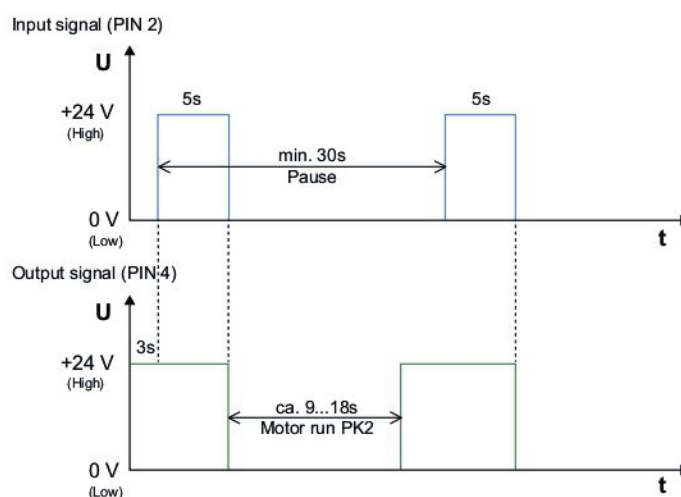 Input signal (PIN 2)
U
5s
5s
+24 V
(High)
min. 30s
Pause
0 V
(Low)
t
Output signal (PIN 4)
U
3s
+24 V
(High)
ca. 9...18s
Motor run PK2
0 V
(Low)
t